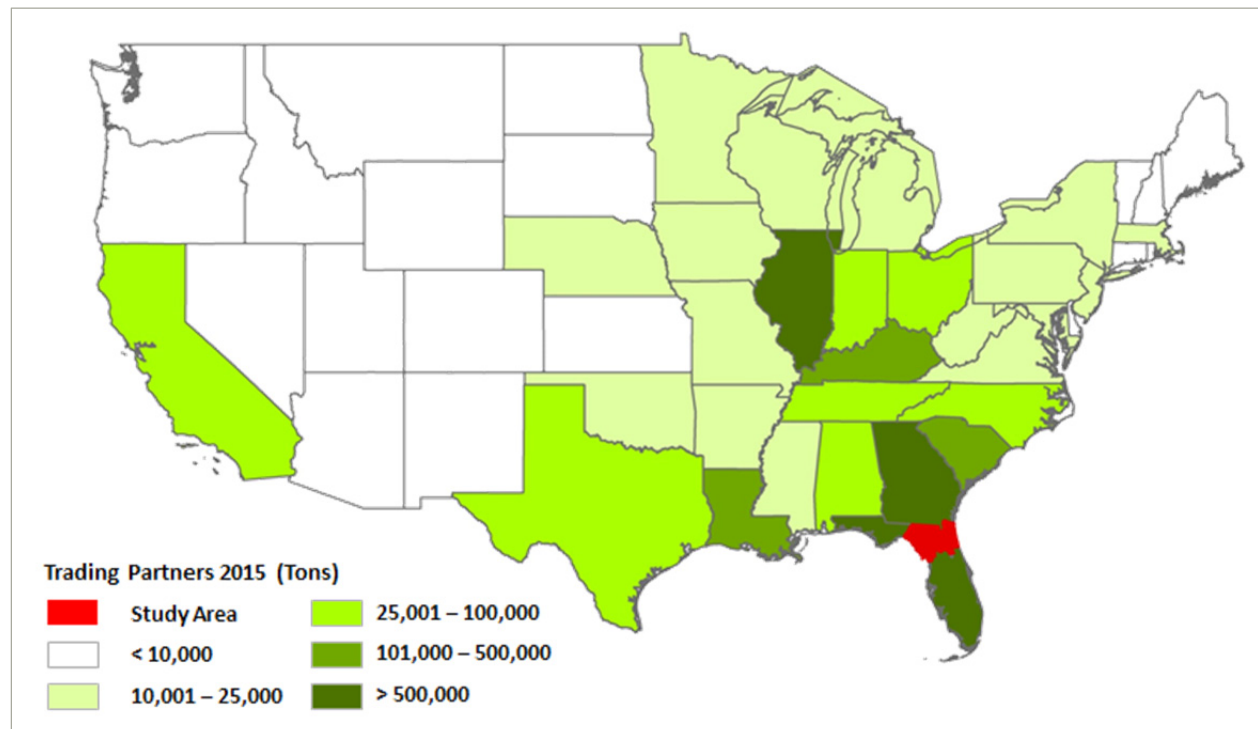 Trading Partners 2015 (Tons)
Study Area
< 10,000
10,001 – 25,000
25,001 – 100,000
101,000 – 500,000
> 500,000